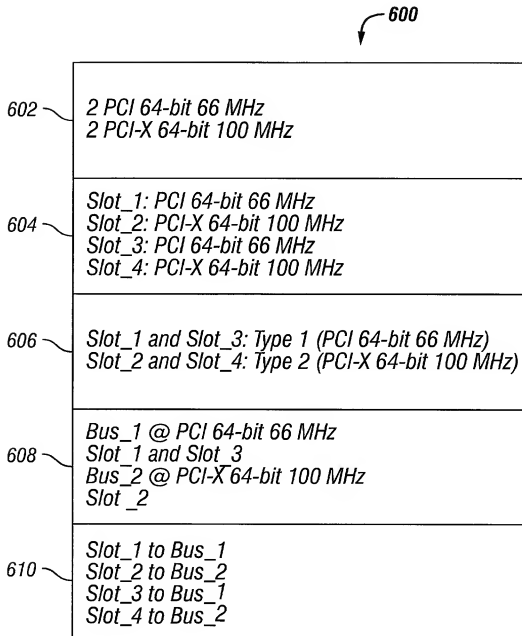 600
602
2 PCI 64-bit 66 MHz
2 PCI-X 64-bit 100 MHz
604
Slot_1: PCI 64-bit 66 MHz
Slot_2: PCI-X 64-bit 100 MHz
Slot_3: PCI 64-bit 66 MHz
Slot_4: PCI-X 64-bit 100 MHz
606
Slot_1 and Slot_3: Type 1 (PCI 64-bit 66 MHz)
Slot_2 and Slot_4: Type 2 (PCI-X 64-bit 100 MHz)
608
Bus_1 @ PCI 64-bit 66 MHz
Slot_1 and Slot_3
Bus_2 @ PCI-X 64-bit 100 MHz
Slot _2
610
Slot_1 to Bus_1
Slot_2 to Bus_2
Slot_3 to Bus_1
Slot_4 to Bus_2